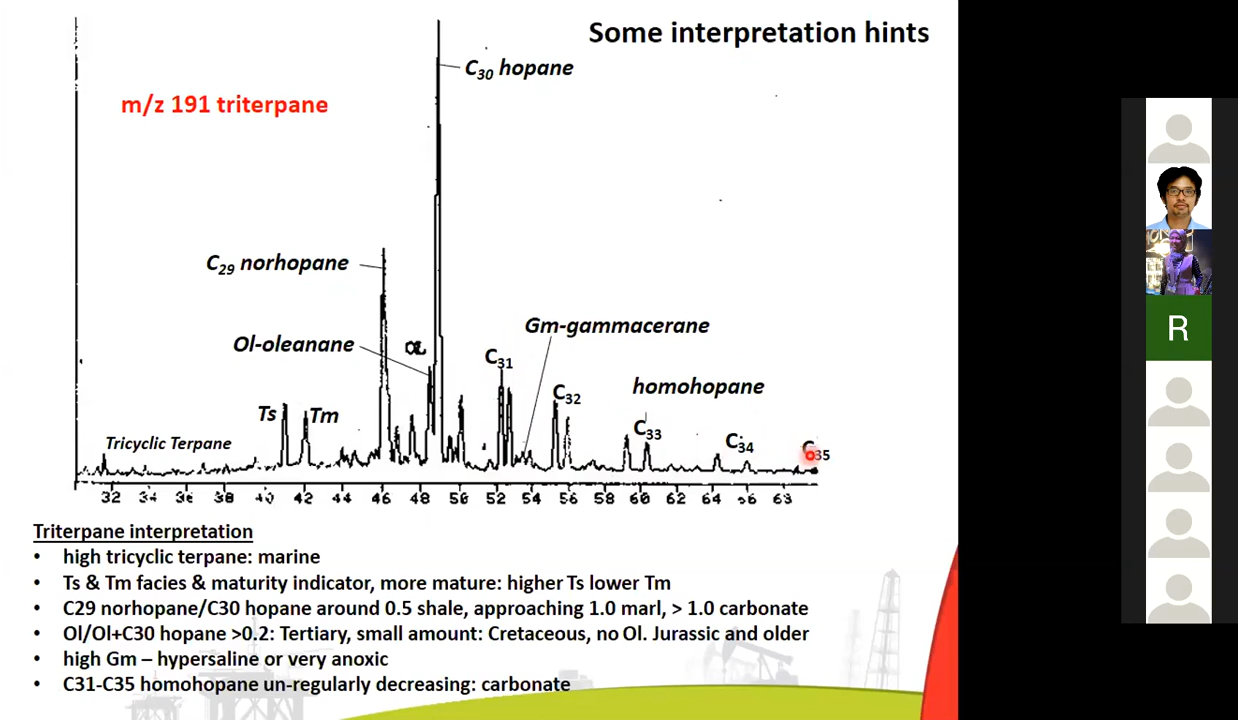 Some interpretation hints
C30 hopane
m/z 191 triterpane
C29 norhopane
Gm-gammacerane
Ol-oleanane
OL
C31
homohopane
C32
Ts
Tm
C33
Tricyclic Terpane
C34
C35
32 34 36 38 40 42 44 46 48 50 52 54 56 58 60 62 64 66 68
Triterpane interpretation
• high tricyclic terpane: marine
• Ts & Tm facies & maturity indicator, more mature: higher Ts lower Tm
• C29 norhopane/C30 hopane around 0.5 shale, approaching 1.0 marl, > 1.0 carbonate
• Ol/Ol+C30 hopane >0.2: Tertiary, small amount: Cretaceous, no Ol. Jurassic and older
• high Gm – hypersaline or very anoxic
• C31-C35 homohopane un-regularly decreasing: carbonate
R